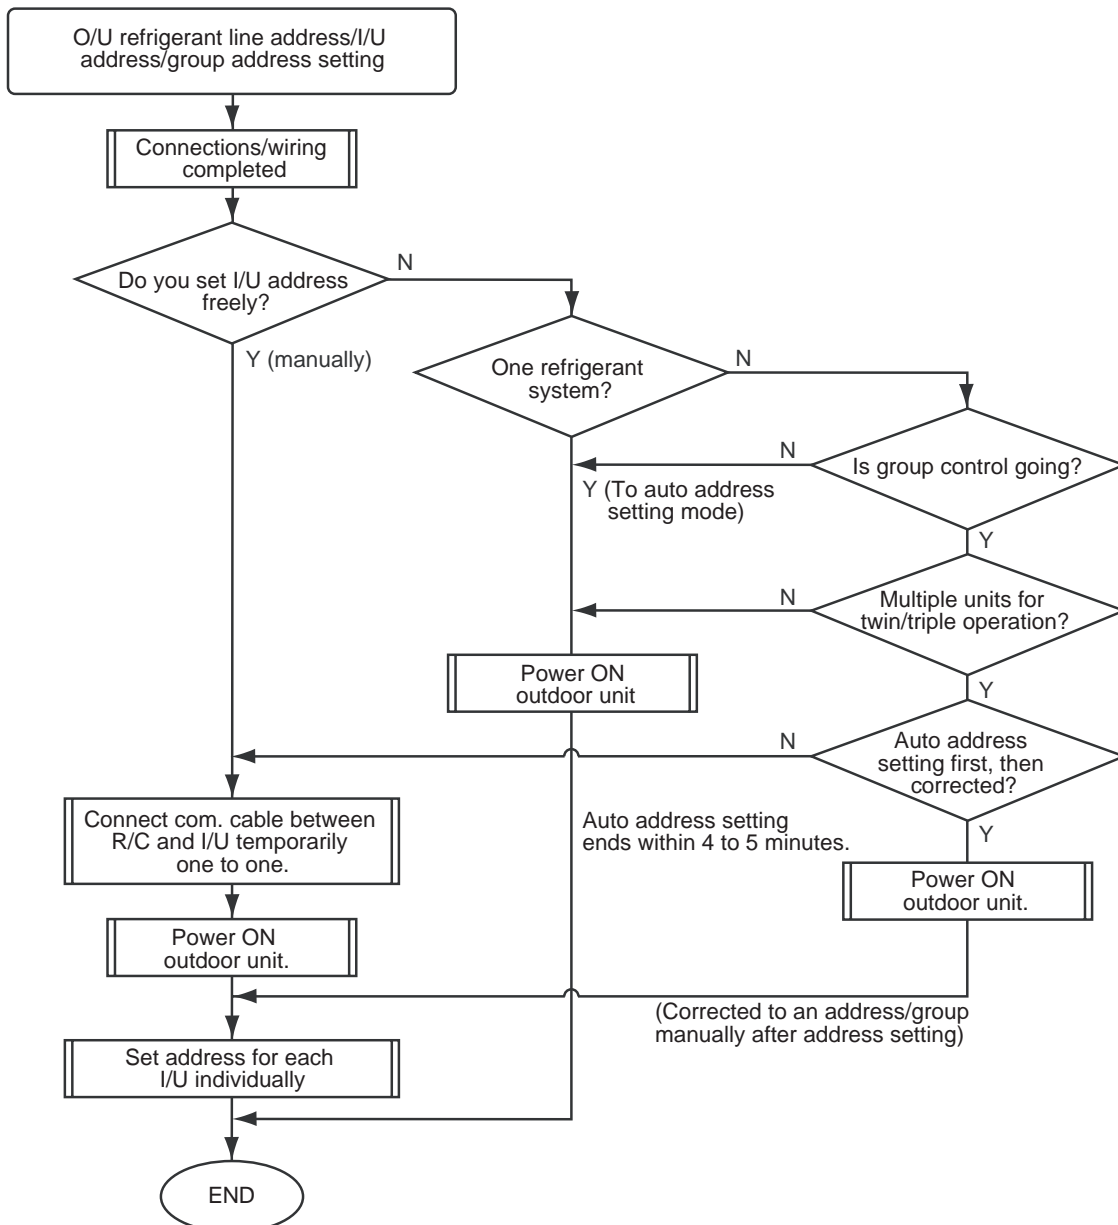 O/U refrigerant line address/I/U
address/group address setting
Connections/wiring
completed
Do you set I/U address
freely?
N
Y (manually)
One refrigerant
system?
N
Is group control going?
N
Y (To auto address
setting mode)
Y
Multiple units for
twin/triple operation?
N
Power ON
outdoor unit
Y
Auto address
setting first, then
corrected?
N
Connect com. cable between
R/C and I/U temporarily
one to one.
Auto address setting
ends within 4 to 5 minutes.
Y
Power ON
outdoor unit.
Power ON
outdoor unit.
(Corrected to an address/group
manually after address setting)
Set address for each
I/U individually
END